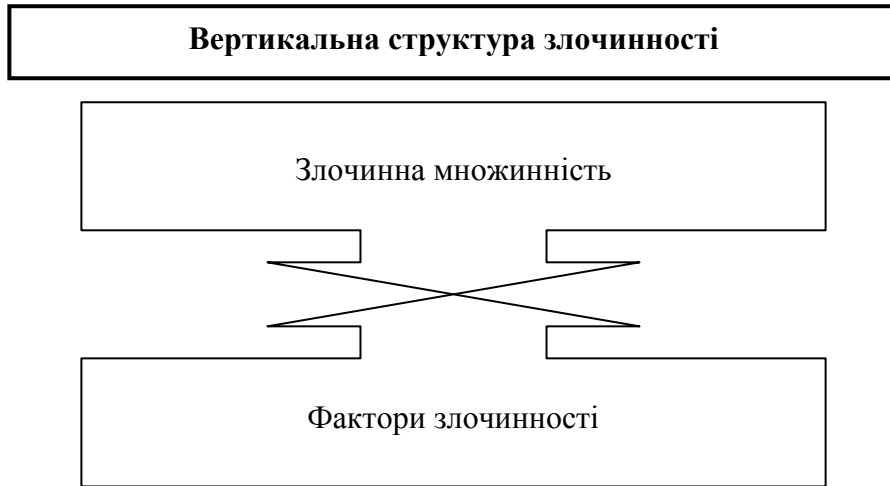 Вертикальна структура злочинності
Злочинна множинність
Фактори злочинності